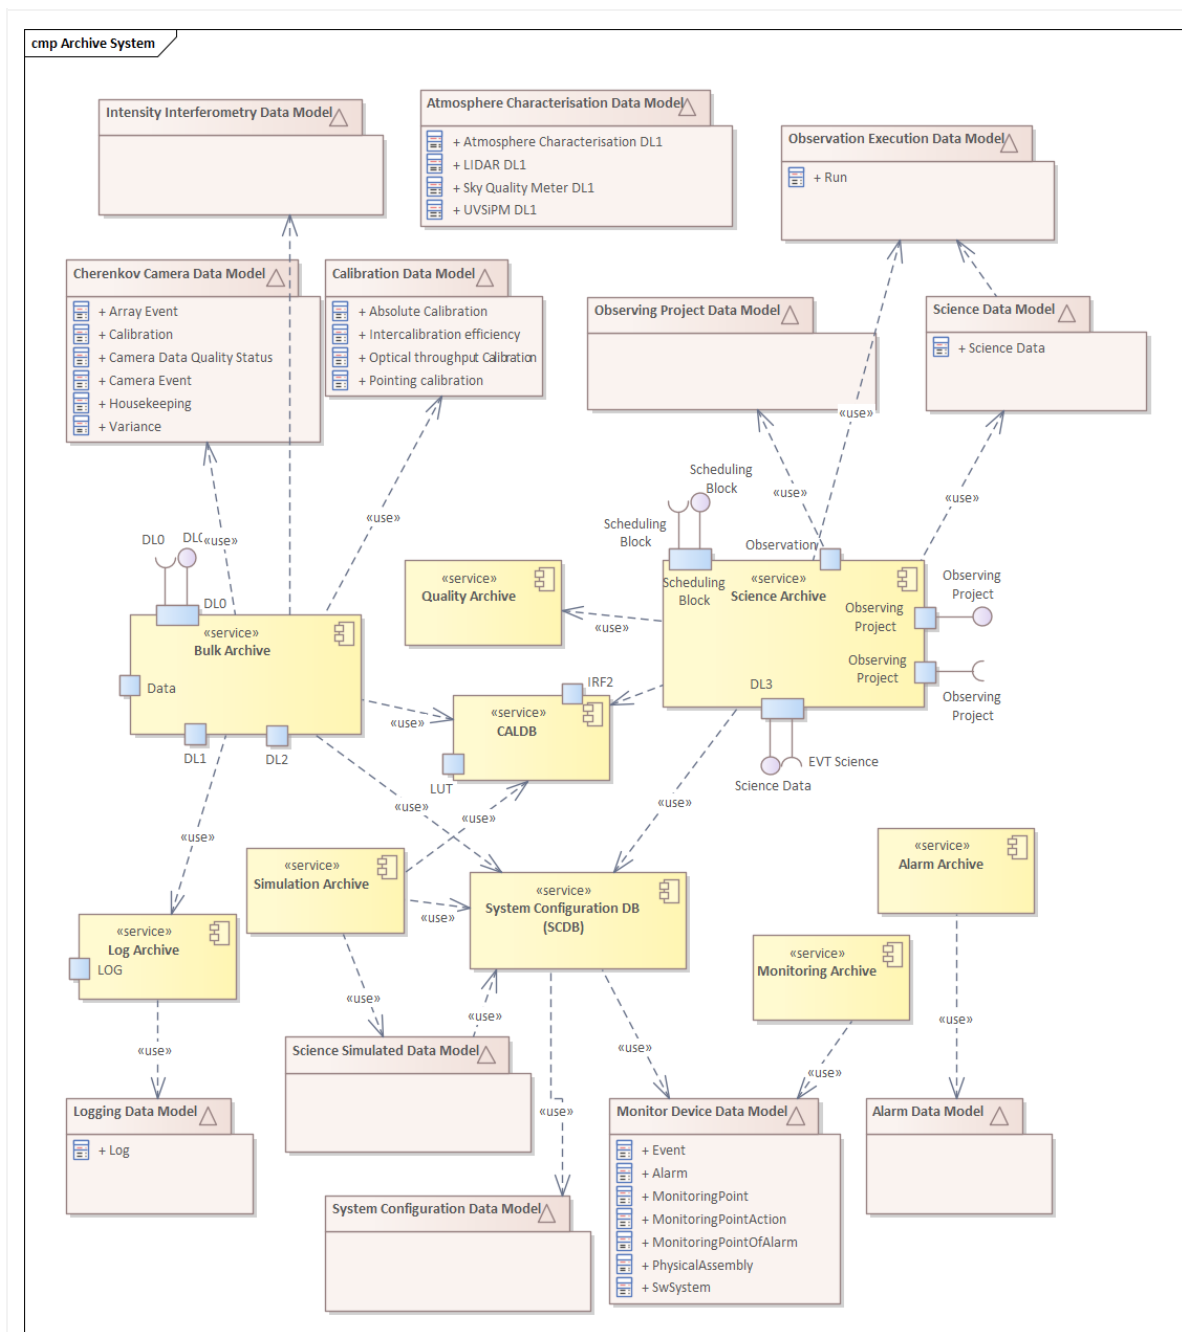 cmp Archive System
Intensity Interferometry Data Model
Atmosphere Characterisation Data Model
+ Atmosphere Characterisation DL1
+ LIDAR DL1
+ Sky Quality Meter DL1
+ UVSiPM DL1
Observation Execution Data Model
+ Run
Cherenkov Camera Data Model
+ Array Event
+ Calibration
+ Camera Data Quality Status
+ Camera Event
+ Housekeeping
+ Variance
Calibration Data Model
+ Absolute Calibration
+ Intercalibration efficiency
+ Optical throughput Calibration
+ Pointing calibration
Observing Project Data Model
Science Data Model
+ Science Data
«use»
«use»
«use»
«use»
«use»
Scheduling
Block
Scheduling
Block
Scheduling
Block
Observation
DL0
DL0
DL0
«service»
Bulk Archive
Data
DL1
DL2
«service»
Quality Archive
«use»
«service»
Science Archive
Observing
Project
Observing
Project
Observing
Project
Observing
Project
DL3
EVT Science
Science Data
IRF2
«service»
CALDB
LUT
«use»
«use»
«use»
«use»
«use»
«service»
Simulation Archive
«use»
«service»
System Configuration DB
(SCDB)
«service»
Alarm Archive
«service»
Log Archive
LOG
«service»
Monitoring Archive
«use»
«use»
«use»
«use»
«use»
«use»
«use»
Science Simulated Data Model
Logging Data Model
+ Log
System Configuration Data Model
Monitor Device Data Model
+ Event
+ Alarm
+ MonitoringPoint
+ MonitoringPointAction
+ MonitoringPointOfAlarm
+ PhysicalAssembly
+ SwSystem
Alarm Data Model